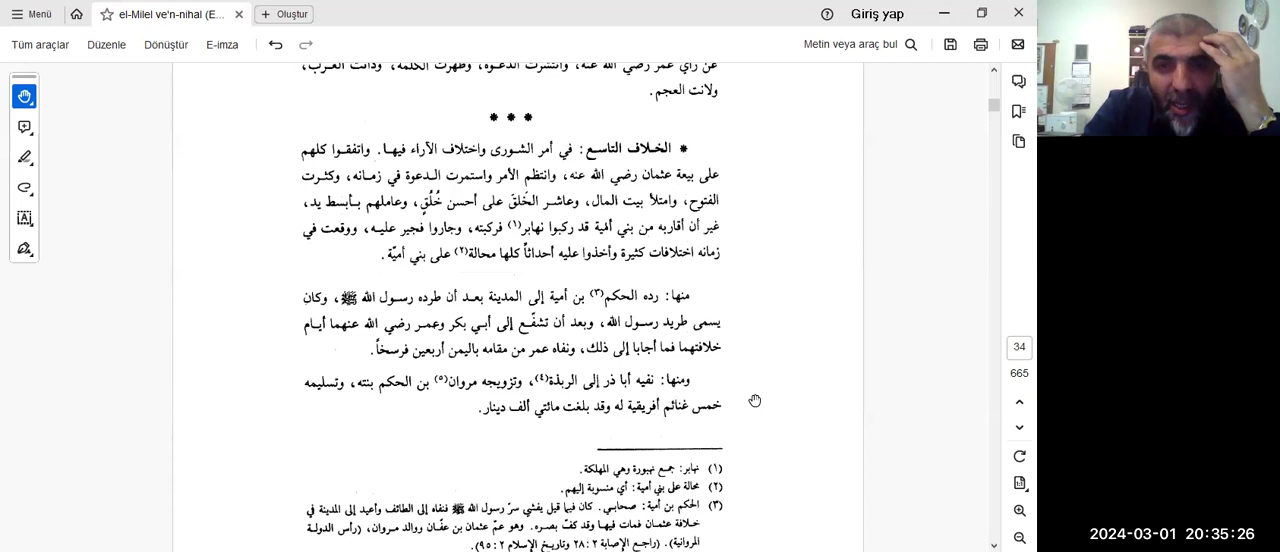 Menü
el-Milel ve'n-nihal (E...
Oluştur
Giriş yap
Tüm araçlar
Düzenle
Dönüştür
E-imza
Metin veya araç bul
عن رأي عمر رضي الله عنه، وانتشرت الدعوة، وظهرت الكلمة، ودانت العرب،
ولانت العجم.
* * *
* الخلاف التاسع: في أمر الشورى واختلاف الآراء فيها. واتفقوا كلهم
على بيعة عثمان رضي الله عنه، وانتظم الأمر واستمرت الدعوة في زمانه، وكثرت
الفتوح، وامتلأ بيت المال، وعاشر الخَلقَ على أحسن خُلُقٍ، وعاملهم بأبسط يد،
غير أن أقاربه من بني أمية قد ركبوا نهابر(١) فركبته، وجاروا فجير عليه، ووقعت في
زمانه اختلافات كثيرة وأخذوا عليه أحداثاً كلها محالة(٢) على بني أميّة.
منها: رده الحكم(٣) بن أمية إلى المدينة بعد أن طرده رسول الله ﷺ، وكان
يسمى طريد رسول الله، وبعد أن تشفّع إلى أبي بكر وعمر رضي الله عنهما أيام
خلافتهما فما أجابا إلى ذلك، ونفاه عمر من مقامه باليمن أربعين فرسخاً.
ومنها: نفيه أبا ذر إلى الربذة(٤)، وتزويجه مروان(٥) بن الحكم بنته، وتسليمه
خمس غنائم أفريقية له وقد بلغت مائتي ألف دينار.
(١) نهابر: جمع نهبورة وهي المهلكة.
(٢) محالة على بني أمية: أي منسوبة إليهم.
(٣) الحكم بن أمية: صحابي. كان فيما قيل يفشي سرّ رسول الله ﷺ فنفاه إلى الطائف وأعيد إلى المدينة في
خلافة عثمان فمات فيها وقد كفّ بصره. وهو عمّ عثمان بن عفّان ووالد مروان، (رأس الدولة
المروانية). (راجع الإصابة ٢: ٢٨ وتاريخ الإسلام ٢: ٩٥).
34
665
2024-03-01 20:35:26